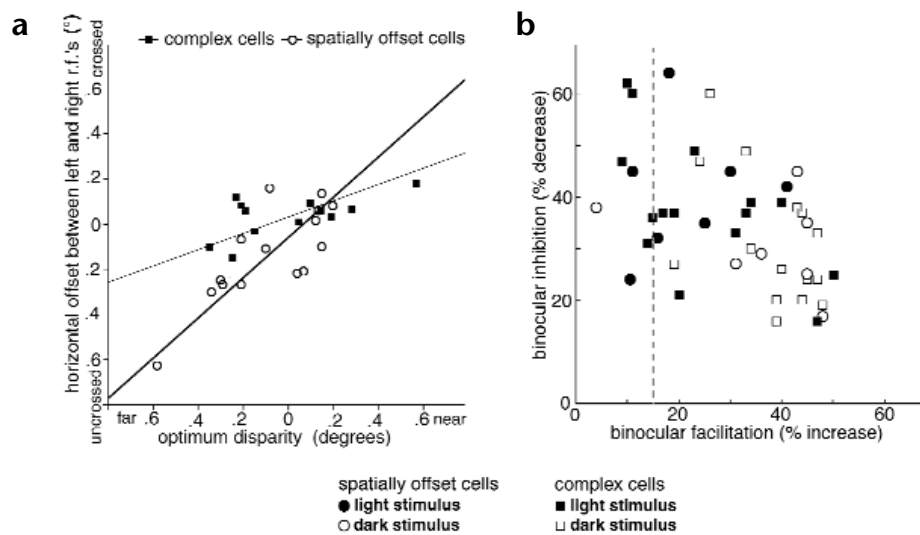 a
horizontal offset between left and right r.f.'s (°)
uncrossed
crossed
complex cells
spatially offset cells
.6
.4
.2
0
.2
.4
.6
far
.6
.4
.2
0
.2
.4
.6
near
optimum disparity (degrees)
b
binocular inhibition (% decrease)
60
40
20
0
0
20
40
60
binocular facilitation (% increase)
spatially offset cells
light stimulus
dark stimulus
complex cells
light stimulus
dark stimulus